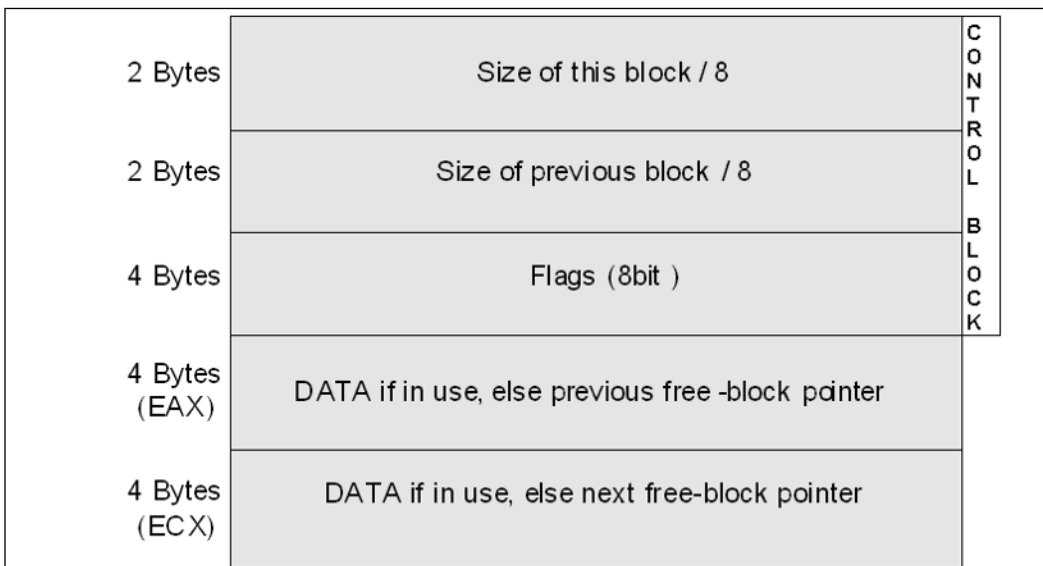 2 Bytes
Size of this block / 8
2 Bytes
Size of previous block / 8
4 Bytes
Flags (8bit )
4 Bytes
(EAX)
DATA if in use, else previous free -block pointer
4 Bytes
(ECX)
DATA if in use, else next free-block pointer
CONTROL BLOCK